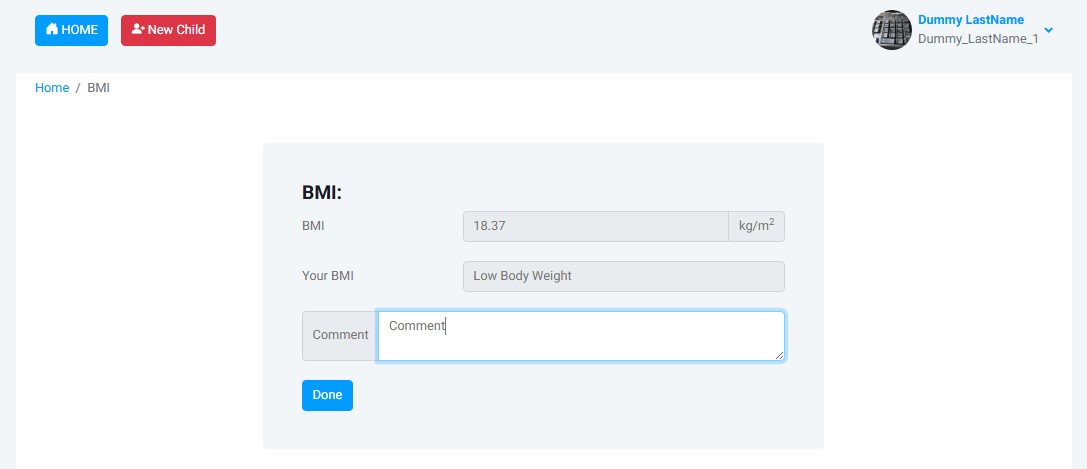 HOME New Child Dummy LastName
Dummy_LastName_1
Home / BMI
BMI:
BMI 18.37 kg/m²
Your BMI Low Body Weight
Comment Comment
Done